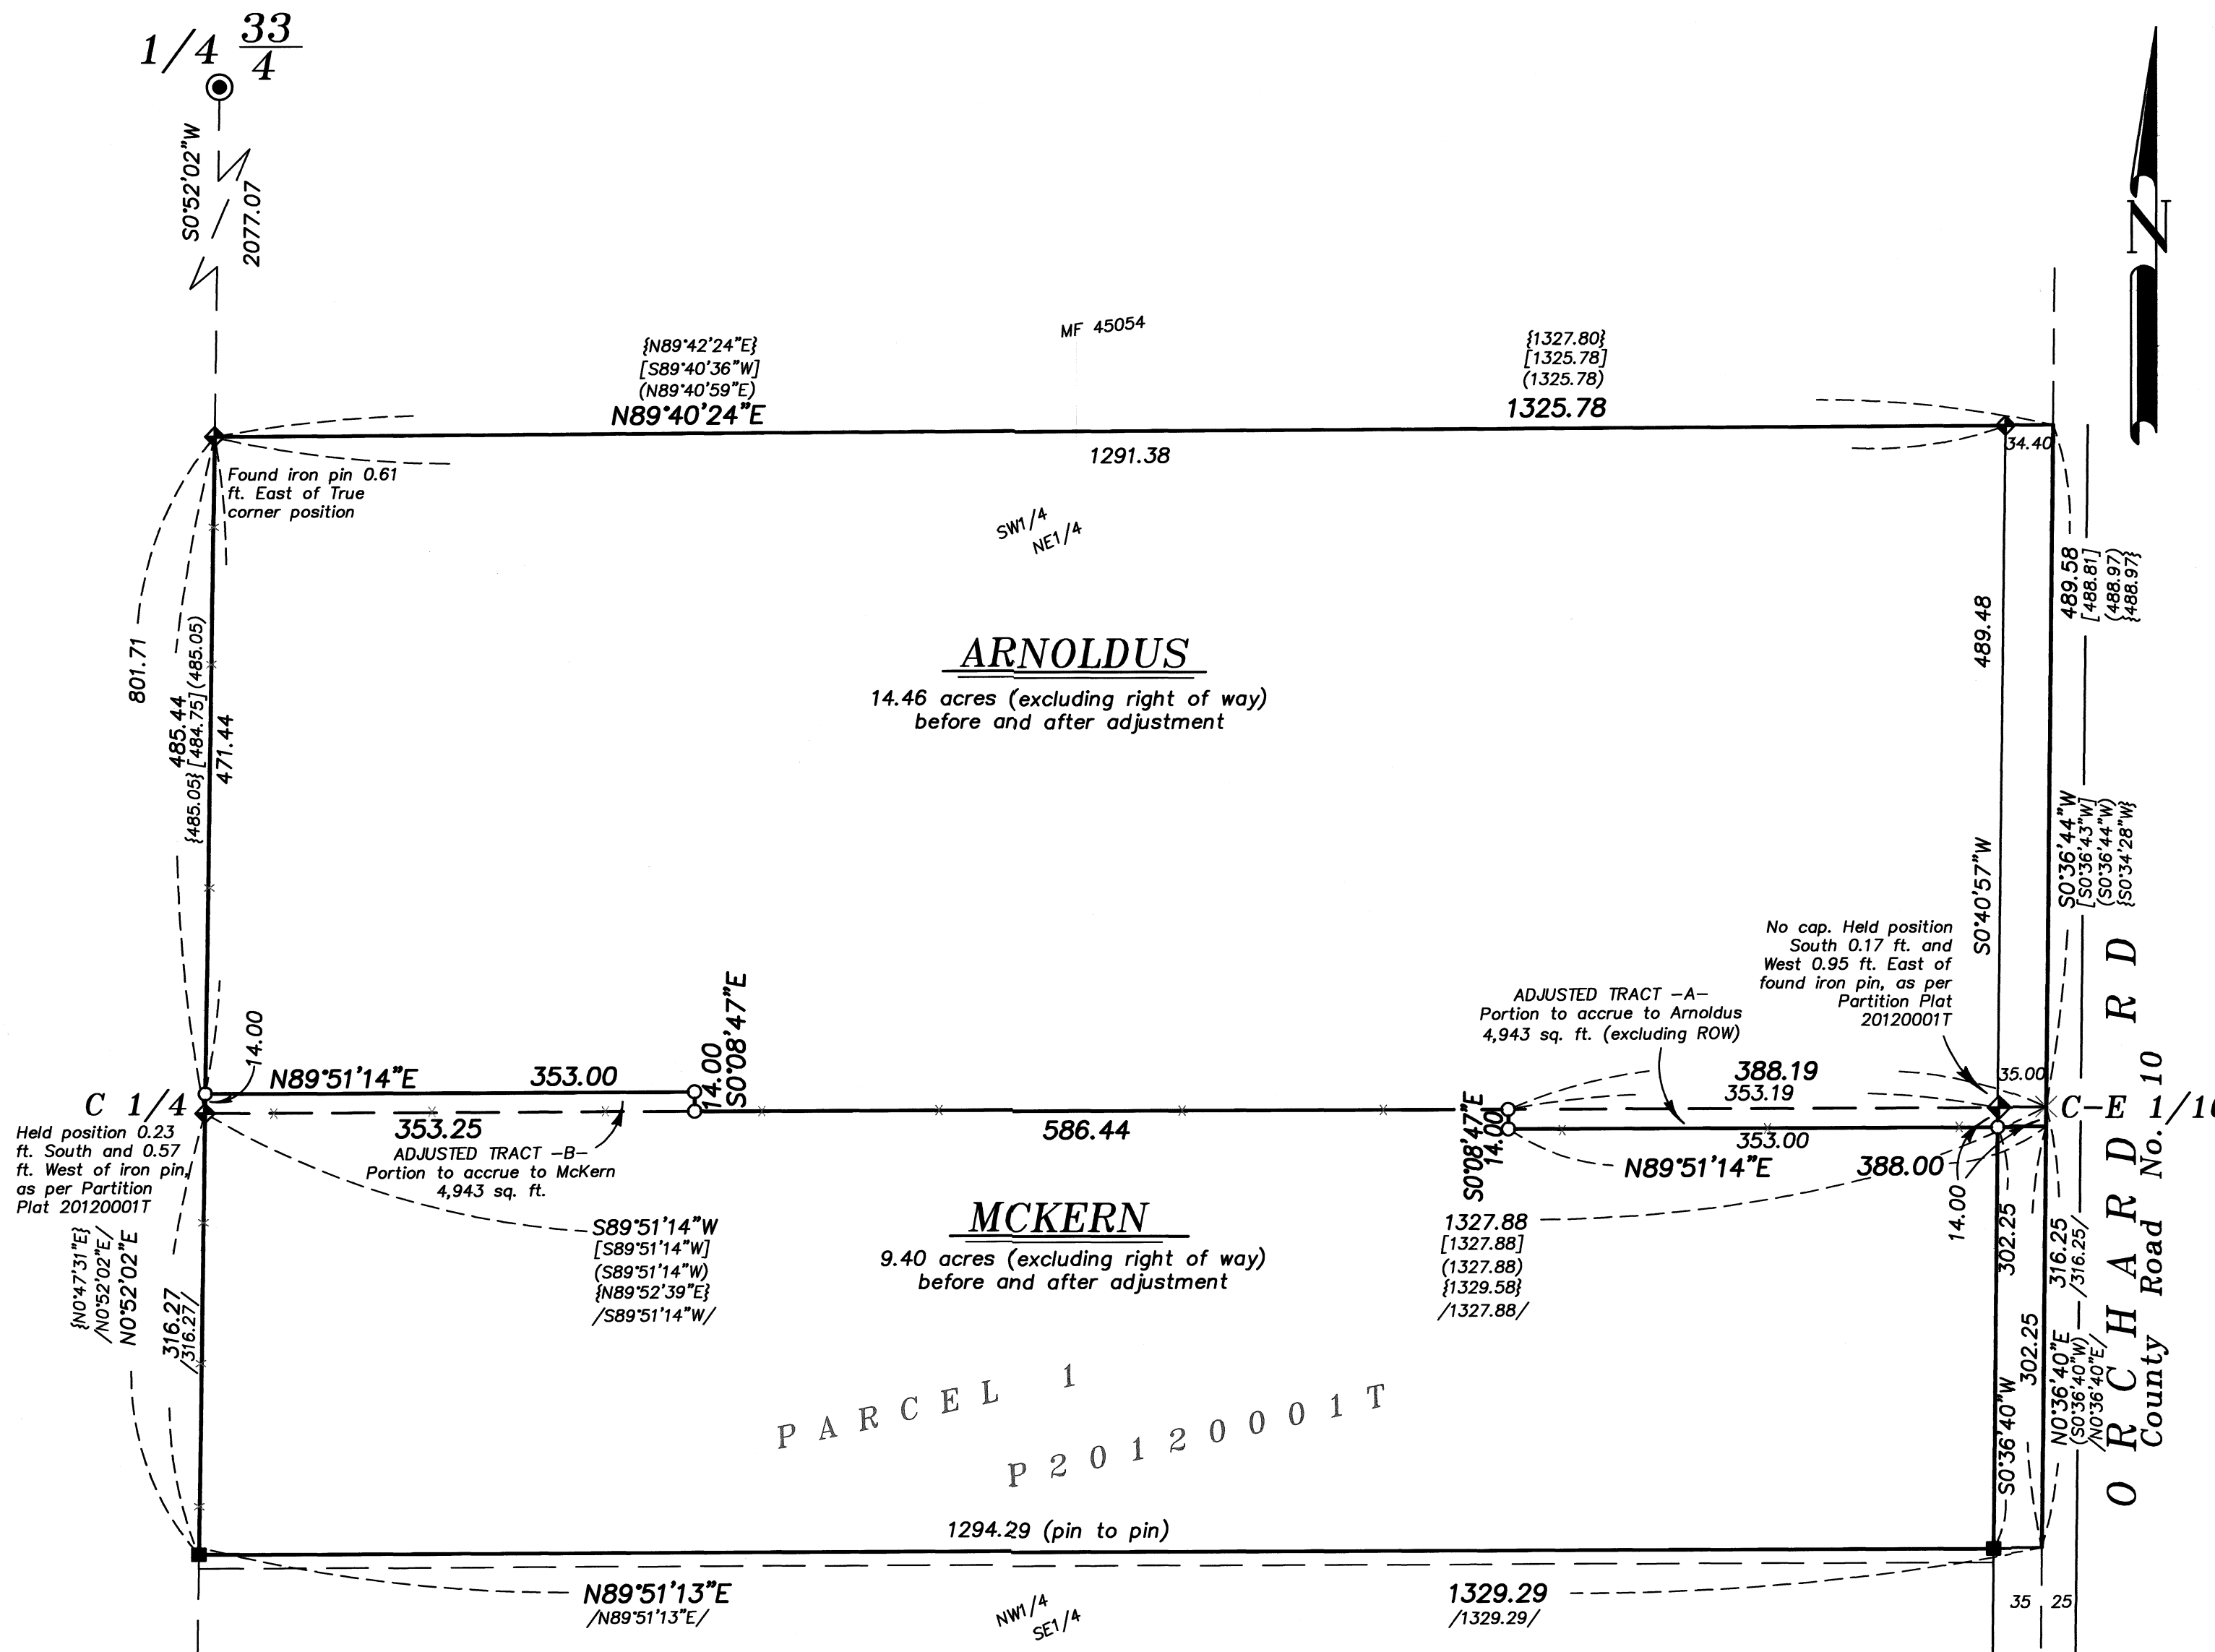 1/4 33
4
S0°52'02"W
2077.07
N
MF 45054
{N89°42'24"E}
[S89°40'36"W]
(N89°40'59"E)
N89°40'24"E
{1327.80}
[1325.78]
(1325.78)
1325.78
1291.38
34.40
Found iron pin 0.61
ft. East of True
corner position
SW1/4
NE1/4
801.71
485.44
{485.05} [484.75] (485.05)
471.44
ARNOLDUS
14.46 acres (excluding right of way)
before and after adjustment
489.48
S0°40'57"W
489.58
[488.81]
(488.97)
{488.97}
S0°36'44"W
[S0°36'43"W]
(S0°36'44"W)
{S0°34'28"W}
No cap. Held position
South 0.17 ft. and
West 0.95 ft. East of
found iron pin, as per
Partition Plat
20120001T
ADJUSTED TRACT -A-
Portion to accrue to Arnoldus
4,943 sq. ft. (excluding ROW)
14.00
N89°51'14"E
353.00
14.00
S0°08'47"E
388.19
353.19
35.00
C 1/4
C-E 1/16
Held position 0.23
ft. South and 0.57
ft. West of iron pin,
as per Partition
Plat 20120001T
353.25
ADJUSTED TRACT -B-
Portion to accrue to McKern
4,943 sq. ft.
586.44
S0°08'47"E
14.00
353.00
N89°51'14"E
388.00
14.00
S89°51'14"W
[S89°51'14"W]
(S89°51'14"W)
{N89°52'39"E}
/S89°51'14"W/
MCKERN
9.40 acres (excluding right of way)
before and after adjustment
1327.88
[1327.88]
(1327.88)
{1329.58}
/1327.88/
{N0°47'31"E}
/N0°52'02"E/
N0°52'02"E
316.27
/316.27/
302.25
S0°36'40"W
302.25
316.25
/316.25/
N0°36'40"E
(S0°36'40"W)
/N0°36'40"E/
ORCHARD RD
County Road No. 10
PARCEL 1
P20120001T
1294.29 (pin to pin)
N89°51'13"E
/N89°51'13"E/
1329.29
/1329.29/
NW1/4
SE1/4
35 25